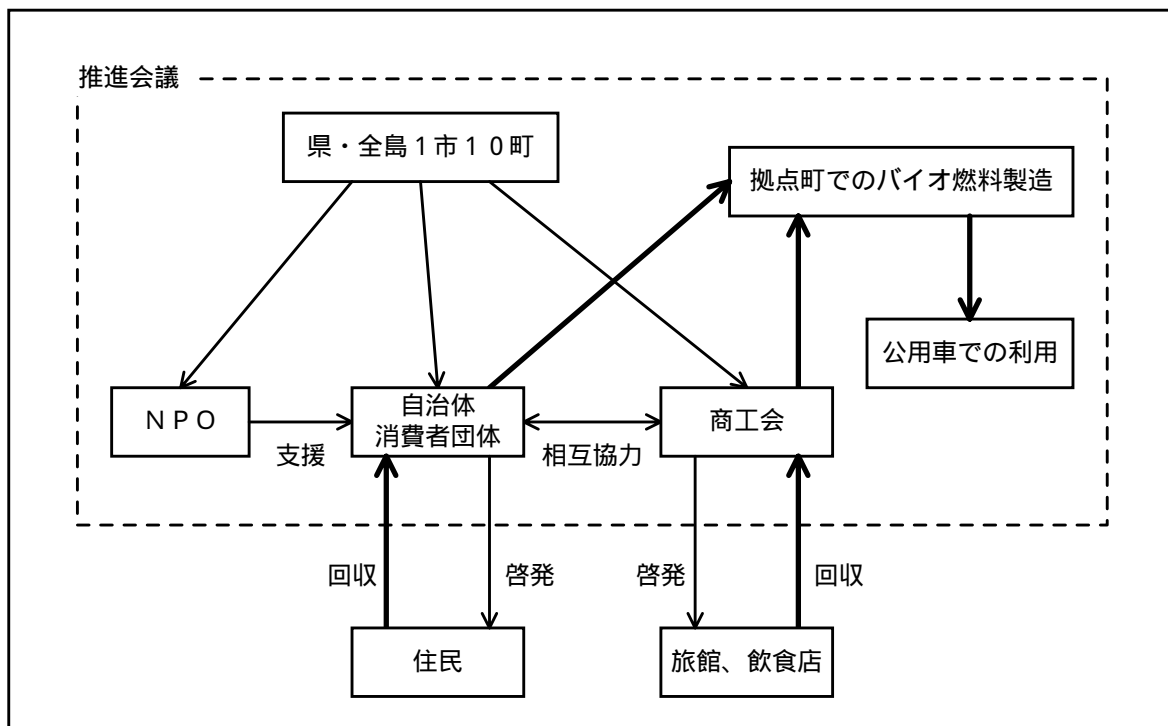 推進会議
県・全島１市１０町
拠点町でのバイオ燃料製造
公用車での利用
ＮＰＯ
支援
自治体
消費者団体
相互協力
商工会
回収
啓発
啓発
回収
住民
旅館、飲食店